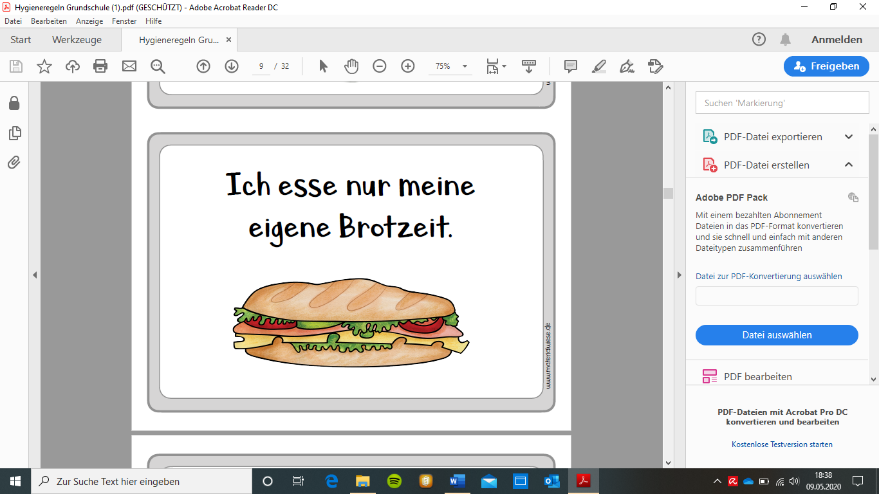 Hygieneregeln Grundschule (1).pdf (GESCHÜTZT) - Adobe Acrobat Reader DC
Datei Bearbeiten Anzeige Fenster Hilfe
Start Werkzeuge Hygieneregeln Gru... × Anmelden
9 / 32 75% Freigeben
Ich esse nur meine
eigene Brotzeit.
Suchen 'Markierung'
PDF-Datei exportieren
PDF-Datei erstellen
Adobe PDF Pack
Mit einem bezahlten Abonnement
Dateien in das PDF-Format konvertieren
und sie schnell und einfach mit anderen
Dateitypen zusammenführen
Datei zur PDF-Konvertierung auswählen
Datei auswählen
PDF bearbeiten
PDF-Dateien mit Acrobat Pro DC
konvertieren und bearbeiten
Kostenlose Testversion starten
Zur Suche Text hier eingeben
18:38
09.05.2020